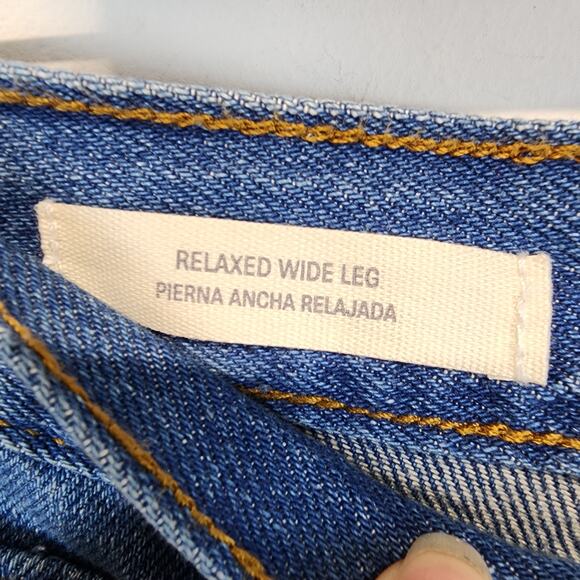 RELAXED WIDE LEG
PIERNA ANCHA RELAJADA